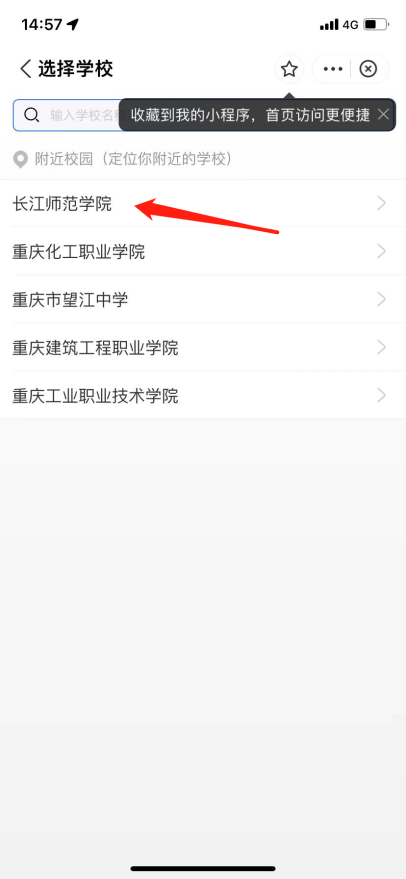 14:57
4G
选择学校
输入学校名
收藏到我的小程序，首页访问更便捷
附近校园（定位你附近的学校）
长江师范学院
重庆化工职业学院
重庆市望江中学
重庆建筑工程职业学院
重庆工业职业技术学院